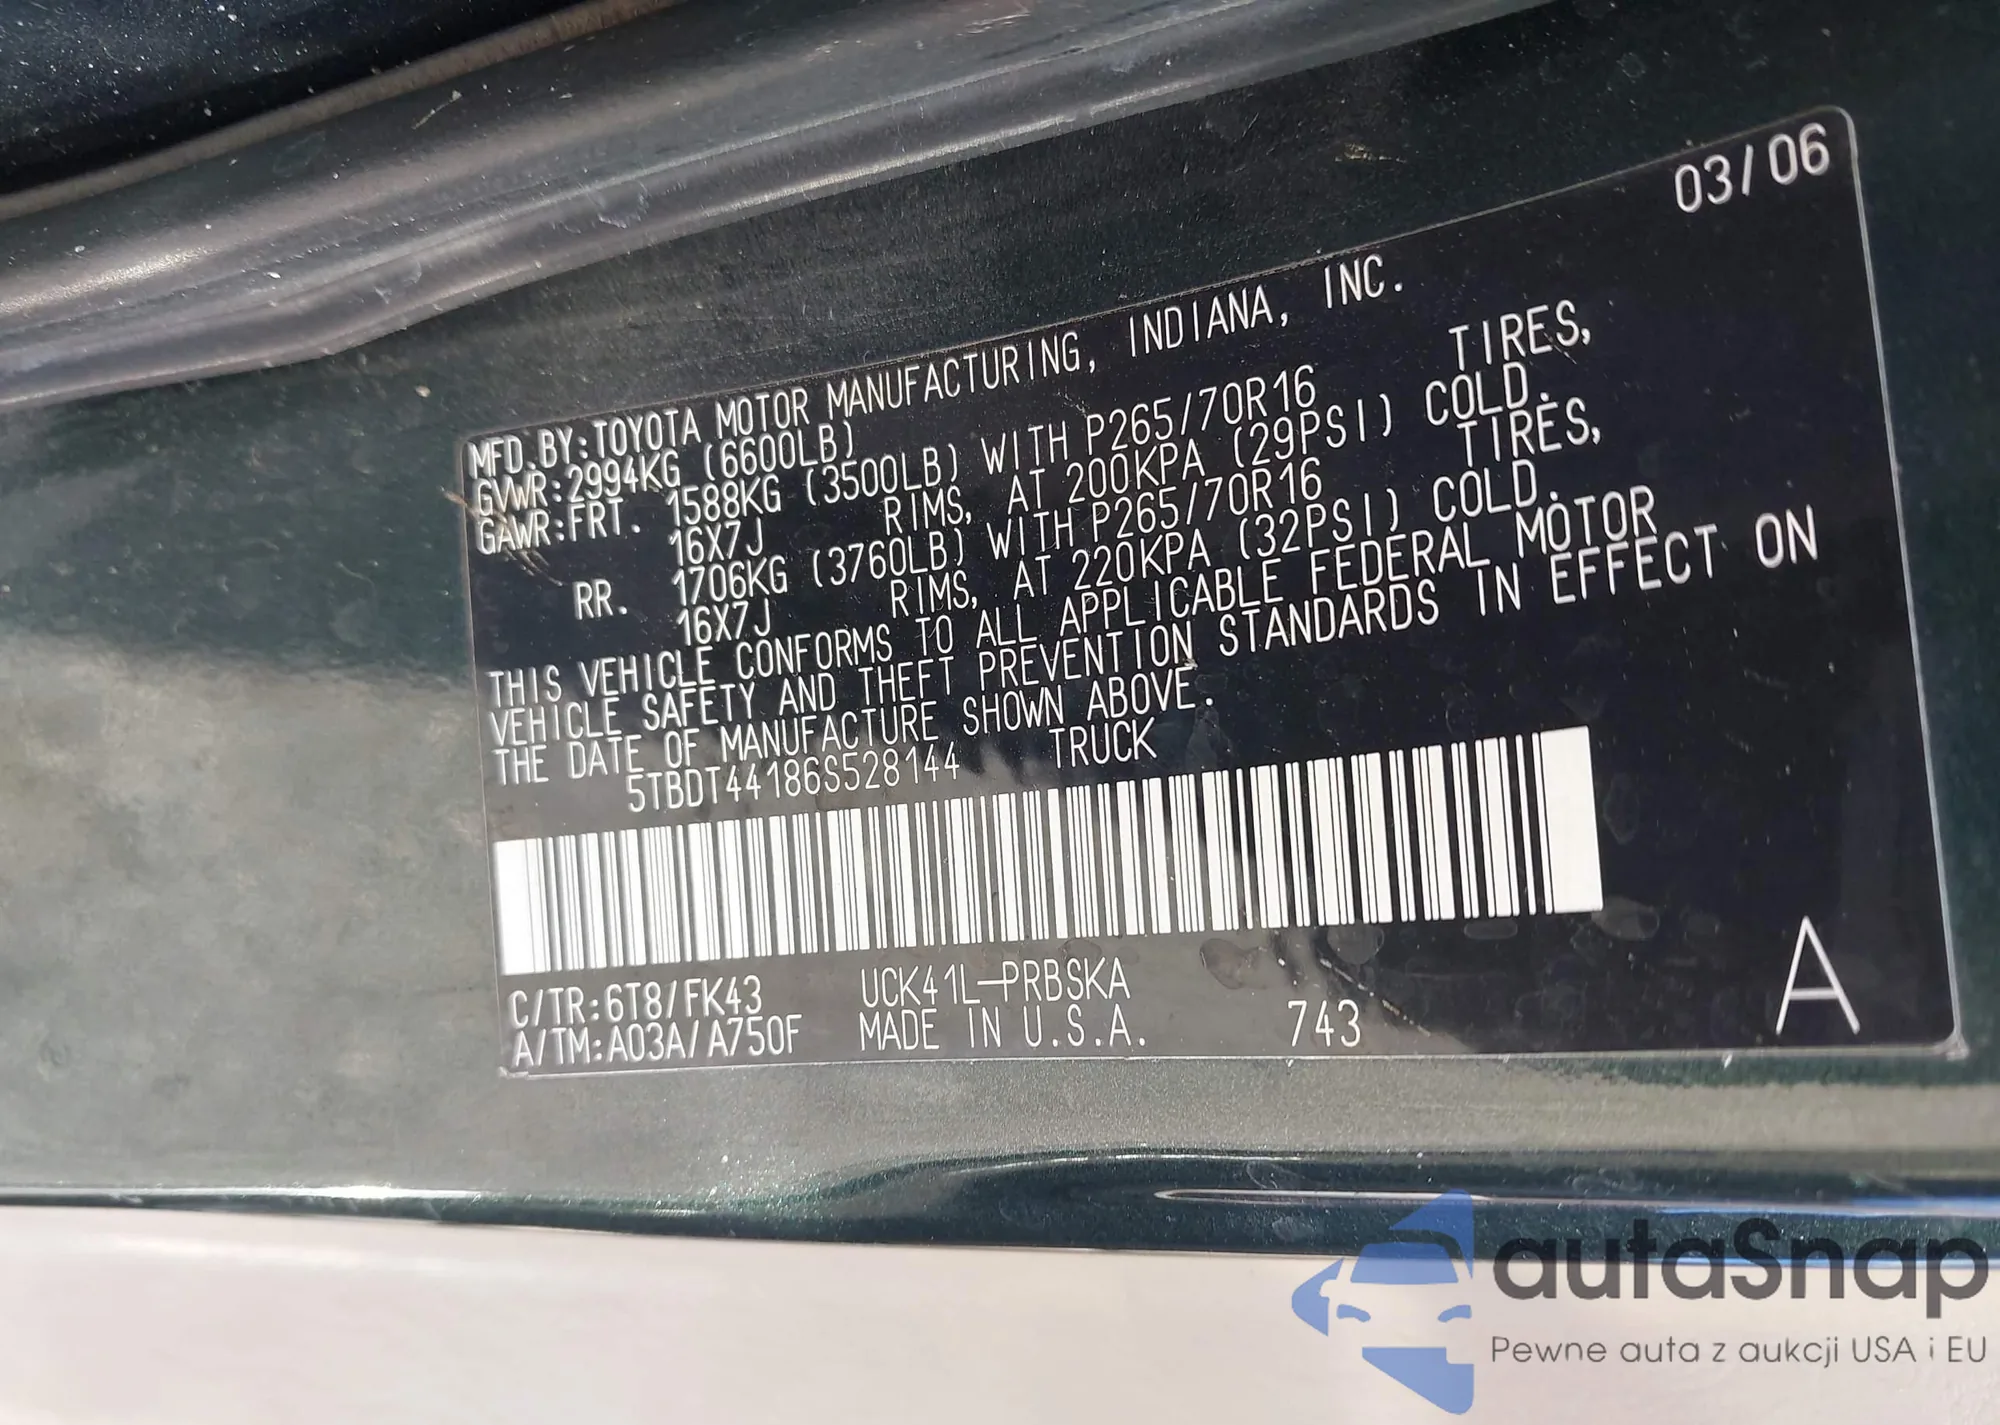 03/06
MFD.BY:TOYOTA MOTOR MANUFACTURING, INDIANA, INC.
GVWR:2994KG (6600LB)
GAWR:FRT. 1588KG (3500LB) WITH P265/70R16 TIRES,
16X7J RIMS, AT 200KPA (29PSI) COLD.
RR. 1706KG (3760LB) WITH P265/70R16 TIRES,
16X7J RIMS, AT 220KPA (32PSI) COLD.
THIS VEHICLE CONFORMS TO ALL APPLICABLE FEDERAL MOTOR
VEHICLE SAFETY AND THEFT PREVENTION STANDARDS IN EFFECT ON
THE DATE OF MANUFACTURE SHOWN ABOVE.
5TBDT44186S528144 TRUCK
C/TR:6T8/FK43 UCK41L-PRBSKA
A/TM:A03A/A750F MADE IN U.S.A. 743
A
autaSnap
Pewne auta z aukcji USA i EU